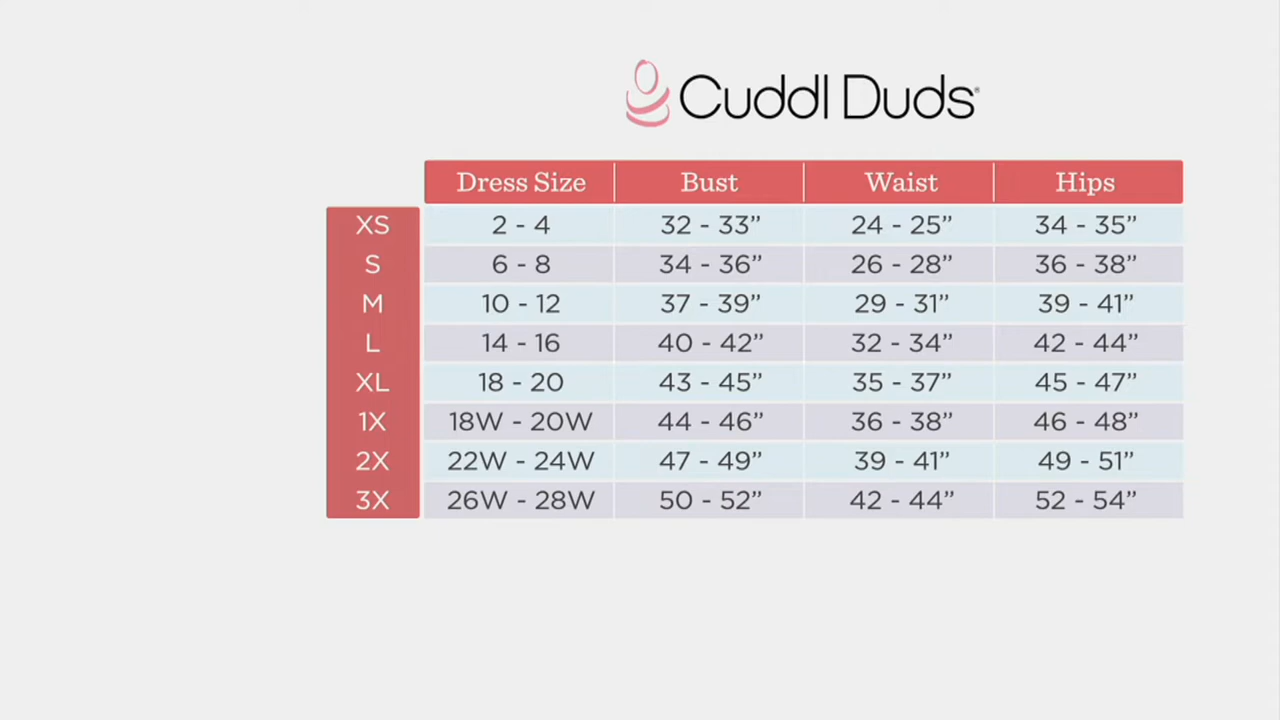 Cuddl Duds®
Dress Size Bust Waist Hips
XS 2 - 4 32 - 33” 24 - 25” 34 - 35”
S 6 - 8 34 - 36” 26 - 28” 36 - 38”
M 10 - 12 37 - 39” 29 - 31” 39 - 41”
L 14 - 16 40 - 42” 32 - 34” 42 - 44”
XL 18 - 20 43 - 45” 35 - 37” 45 - 47”
1X 18W - 20W 44 - 46” 36 - 38” 46 - 48”
2X 22W - 24W 47 - 49” 39 - 41” 49 - 51”
3X 26W - 28W 50 - 52” 42 - 44” 52 - 54”